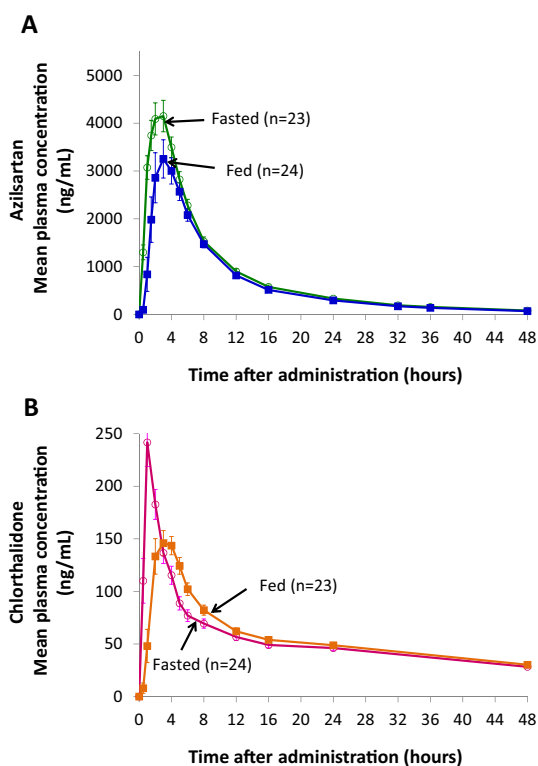 A
Azilsartan
Mean plasma concentration
(ng/mL)
5000
4000
3000
2000
1000
0
Fasted (n=23)
Fed (n=24)
0 4 8 12 16 20 24 28 32 36 40 44 48
Time after administration (hours)
B
Chlorthalidone
Mean plasma concentration
(ng/mL)
250
200
150
100
50
0
Fed (n=23)
Fasted (n=24)
0 4 8 12 16 20 24 28 32 36 40 44 48
Time after administration (hours)